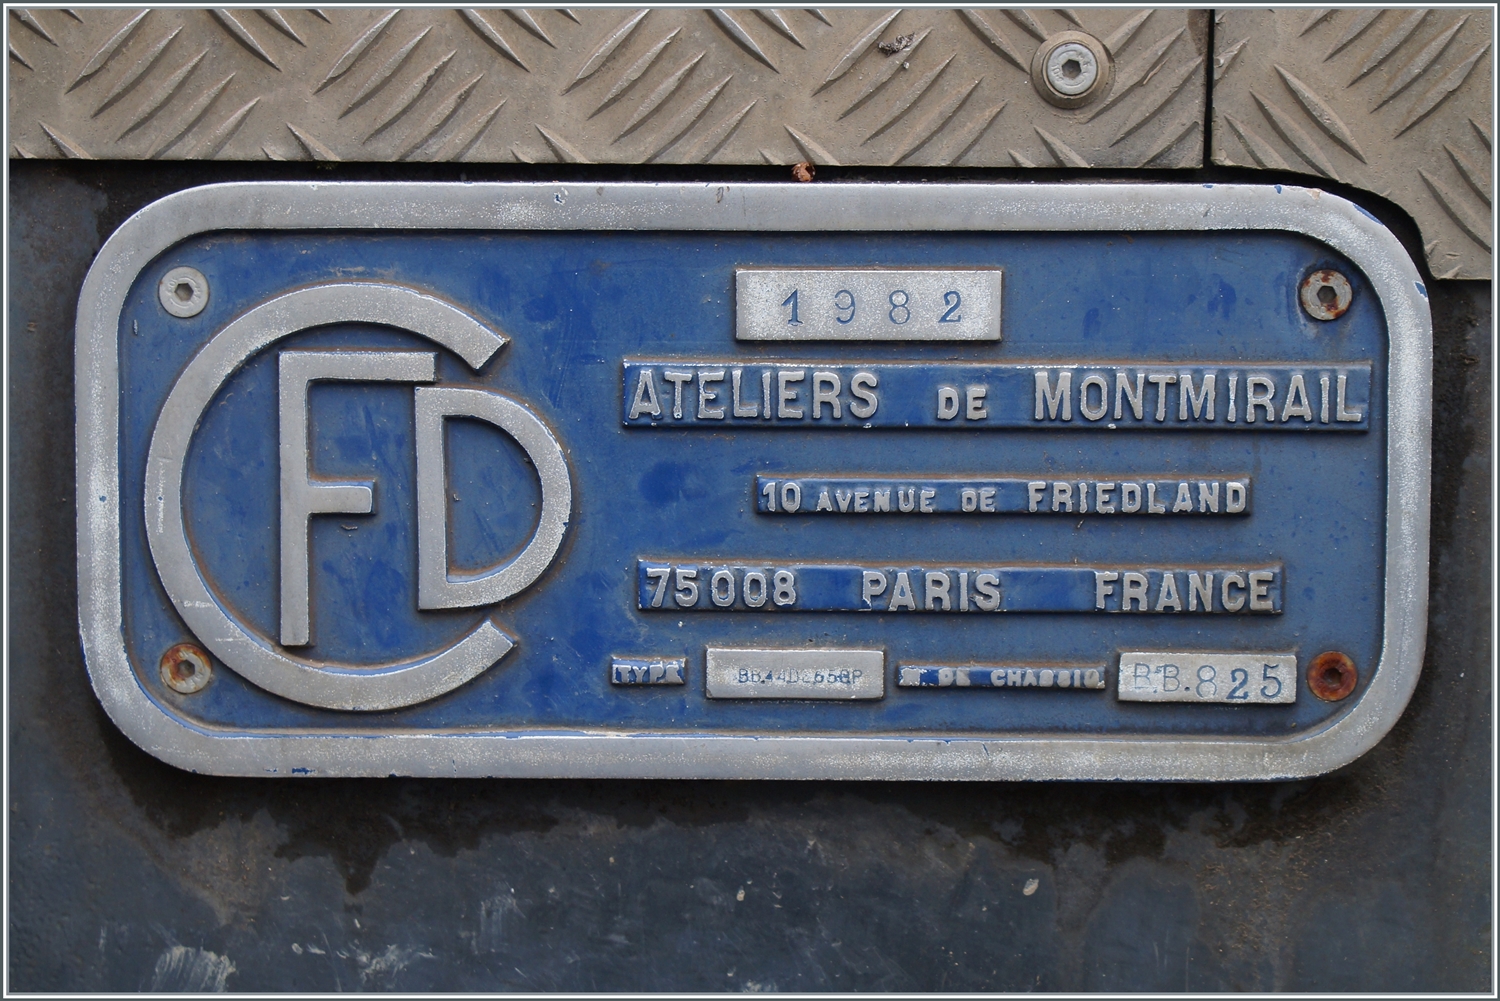 CFD
1982
ATELIERS DE MONTMIRAIL
10 AVENUE DE FRIEDLAND
75008 PARIS FRANCE
TYPE N° DE CHASSIS BB.825